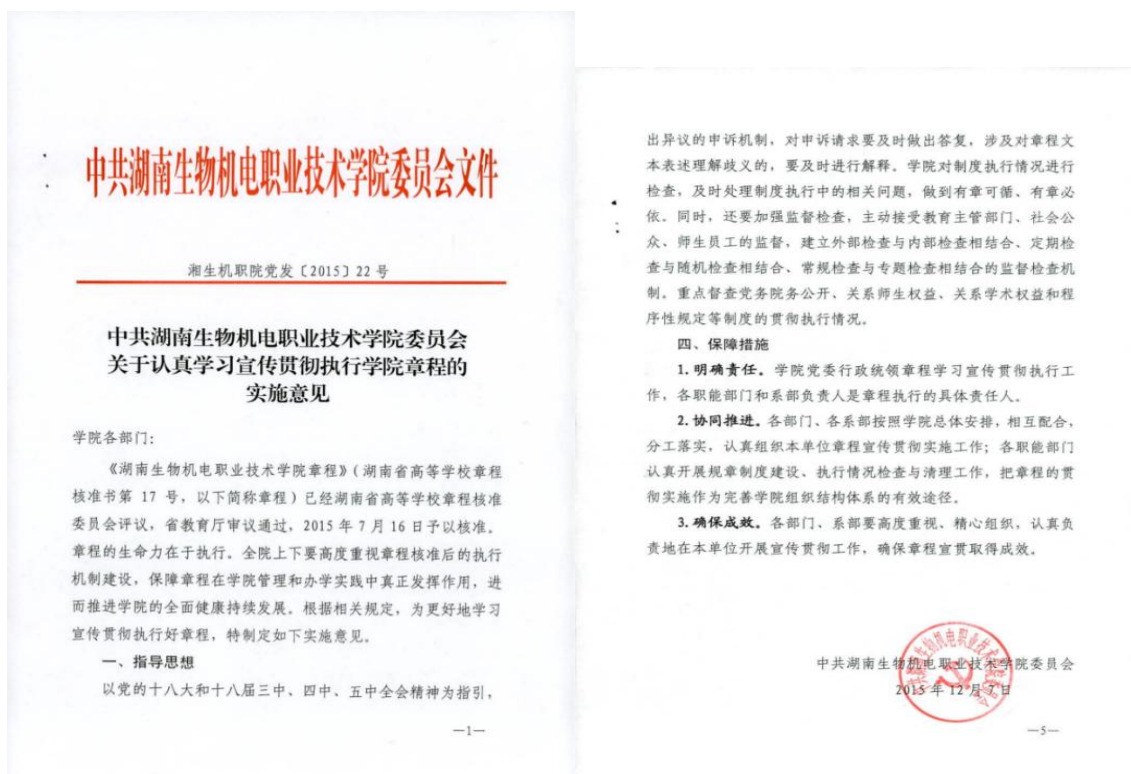 中共湖南生物机电职业技术学院委员会文件
湘生机职院党发〔2015〕22 号
中共湖南生物机电职业技术学院委员会
关于认真学习宣传贯彻执行学院章程的
实施意见
学院各部门：
《湖南生物机电职业技术学院章程》（湖南省高等学校章程
核准书第 17 号，以下简称章程）已经湖南省高等学校章程核准
委员会评议，省教育厅审议通过，2015 年 7 月 16 日予以核准。
章程的生命力在于执行。全院上下要高度重视章程核准后的执行
机制建设，保障章程在学院管理和办学实践中真正发挥作用，进
而推进学院的全面健康持续发展。根据相关规定，为更好地学习
宣传贯彻执行好章程，特制定如下实施意见。
一、指导思想
以党的十八大和十八届三中、四中、五中全会精神为指引，
—1—
出异议的申诉机制，对申诉请求要及时做出答复，涉及对章程文
本表述理解歧义的，要及时进行解释。学院对制度执行情况进行
检查，及时处理制度执行中的相关问题，做到有章可循、有章必
依。同时，还要加强监督检查，主动接受教育主管部门、社会公
众、师生员工的监督，建立外部检查与内部检查相结合、定期检
查与随机检查相结合、常规检查与专题检查相结合的监督检查机
制。重点督查党务院务公开、关系师生权益、关系学术权益和程
序性规定等制度的贯彻执行情况。
四、保障措施
1.明确责任。学院党委行政统领章程学习宣传贯彻执行工
作，各职能部门和系部负责人是章程执行的具体责任人。
2.协同推进。各部门、各系部按照学院总体安排，相互配合，
分工落实，认真组织本单位章程宣传贯彻实施工作；各职能部门
认真开展规章制度建设、执行情况检查与清理工作，把章程的贯
彻实施作为完善学院组织结构体系的有效途径。
3.确保成效。各部门、系部要高度重视、精心组织，认真负
责地在本单位开展宣传贯彻工作，确保章程宣贯取得成效。
中共湖南生物机电职业技术学院委员会
2015 年 12 月 7 日
中共湖南生物机电职业技术学院委员会
—5—